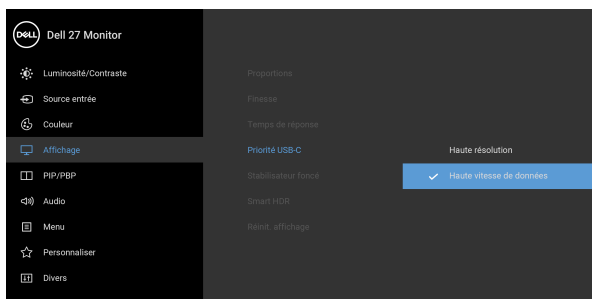 DELL
Dell 27 Monitor
Luminosité/Contraste
Source entrée
Couleur
Affichage
PIP/PBP
Audio
Menu
Personnaliser
Divers
Proportions
Finesse
Temps de réponse
Priorité USB-C
Stabilisateur foncé
Smart HDR
Réinit. affichage
Haute résolution
Haute vitesse de données